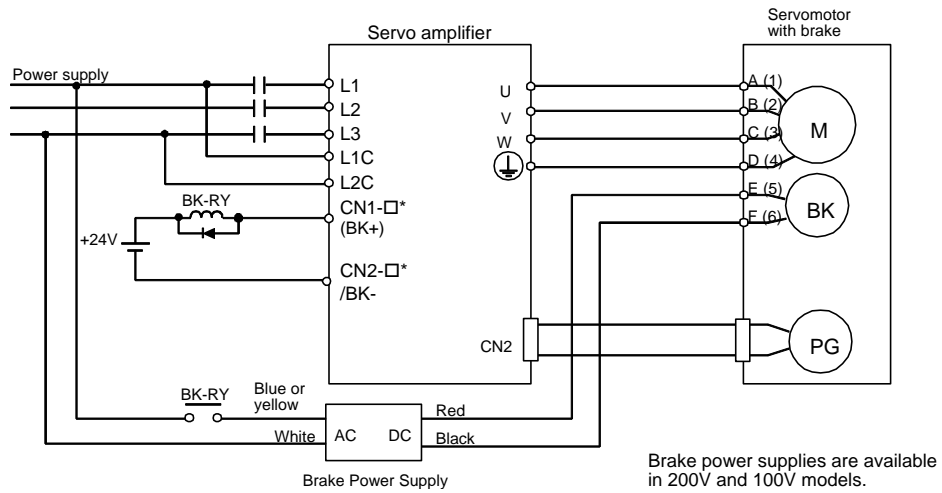 Servo amplifier
Servomotor
with brake
Power supply
L1
L2
L3
L1C
L2C
BK-RY
+24V
CN1-□*
(BK+)
CN2-□*
/BK-
U
V
W
CN2
A (1)
B (2)
C (3)
D (4)
E (5)
F (6)
M
BK
PG
BK-RY
Blue or
yellow
White
AC
DC
Red
Black
Brake Power Supply
Brake power supplies are available
in 200V and 100V models.